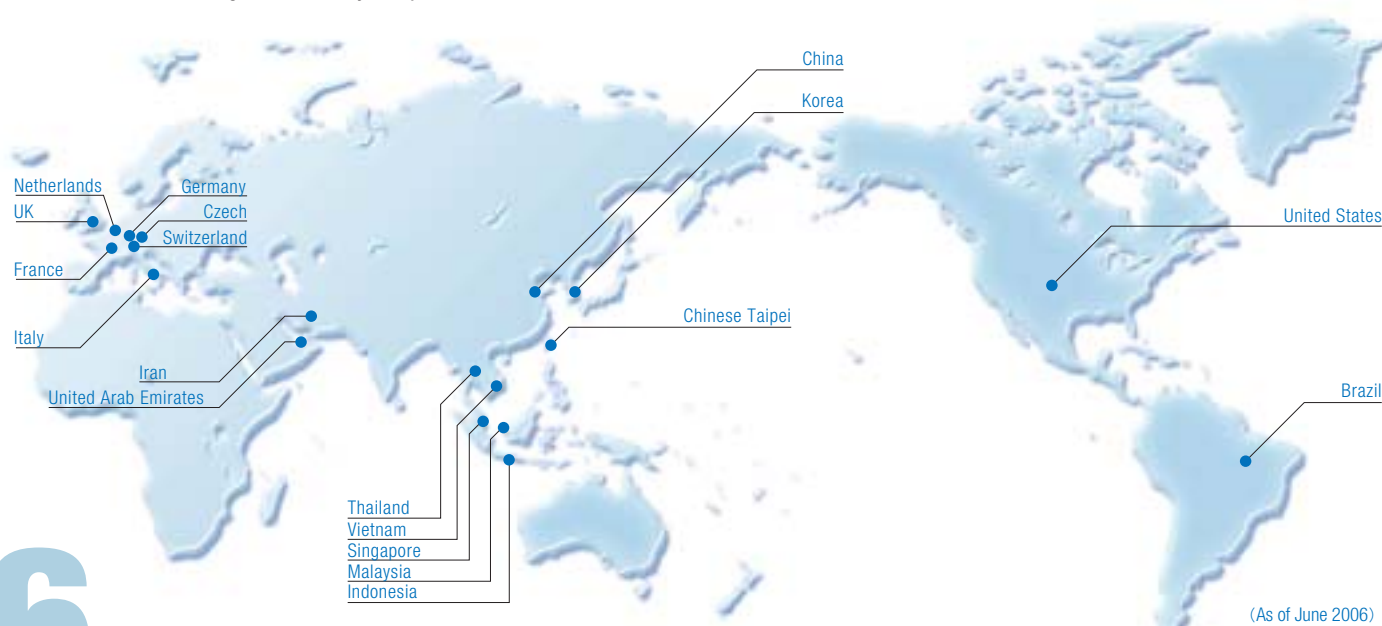 China
Korea
Netherlands
Germany
UK
Czech
Switzerland
United States
France
Chinese Taipei
Italy
Iran
United Arab Emirates
Brazil
Thailand
Vietnam
Singapore
Malaysia
Indonesia
6
(As of June 2006)